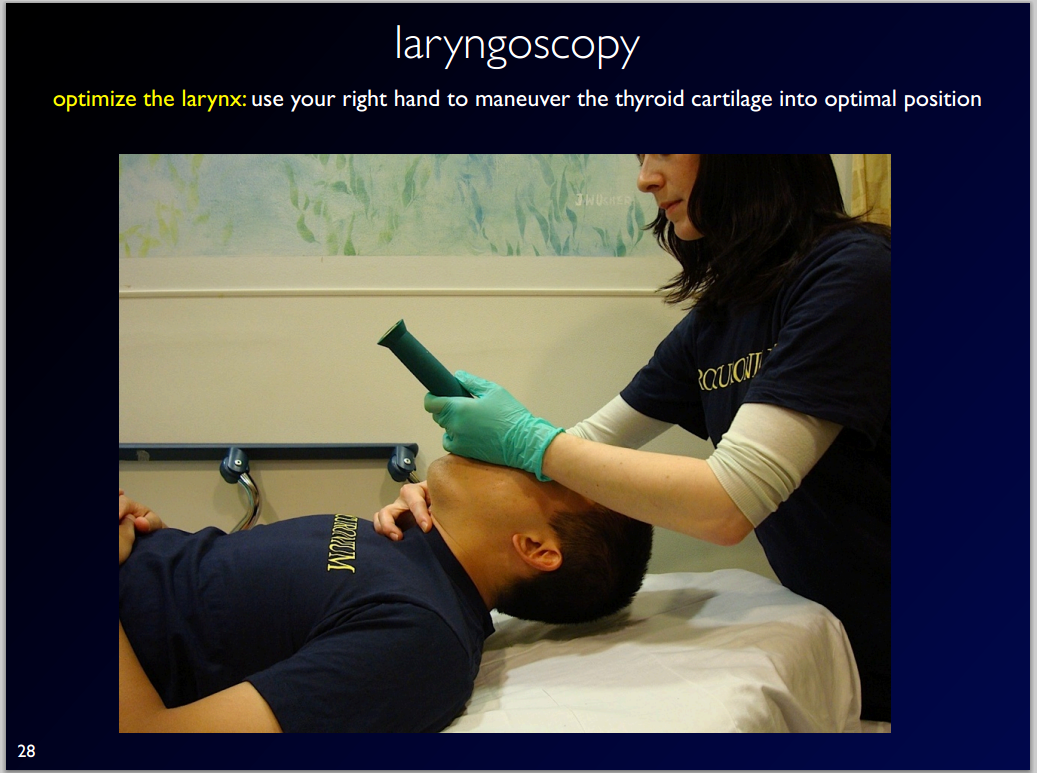 laryngoscopy
optimize the larynx: use your right hand to maneuver the thyroid cartilage into optimal position
28